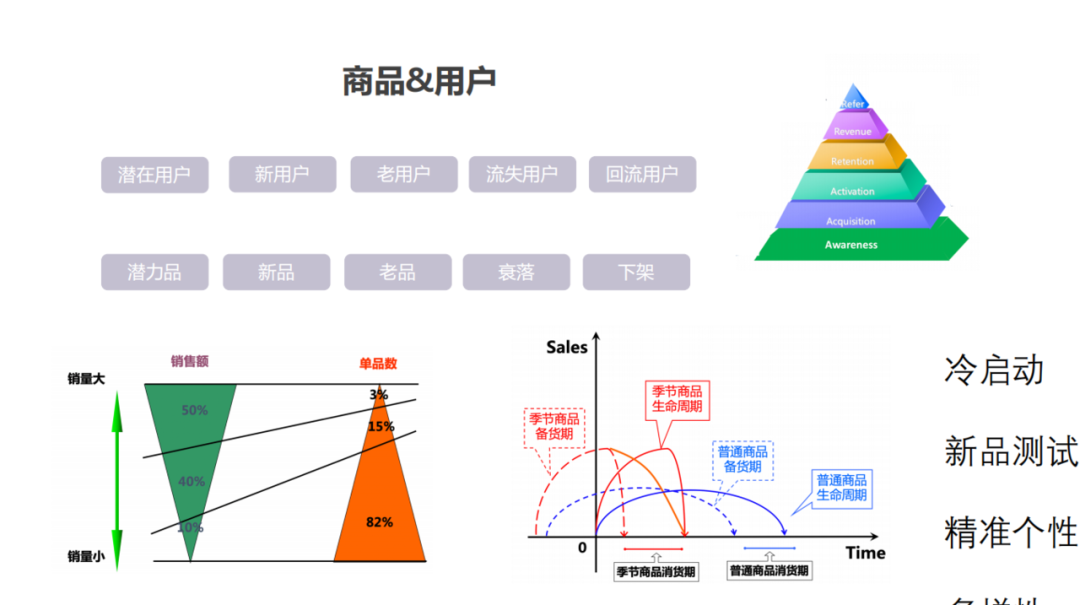 商品&用户
潜在用户
新用户
老用户
流失用户
回流用户
潜力品
新品
老品
衰落
下架
Refer
Revenue
Retention
Activation
Acquisition
Awareness
销售额
单品数
销量大
50%
3%
15%
40%
10%
82%
销量小
Sales
季节商品
备货期
季节商品
生命周期
普通商品
备货期
普通商品
生命周期
0
Time
季节商品消货期
普通商品消货期
冷启动
新品测试
精准个性